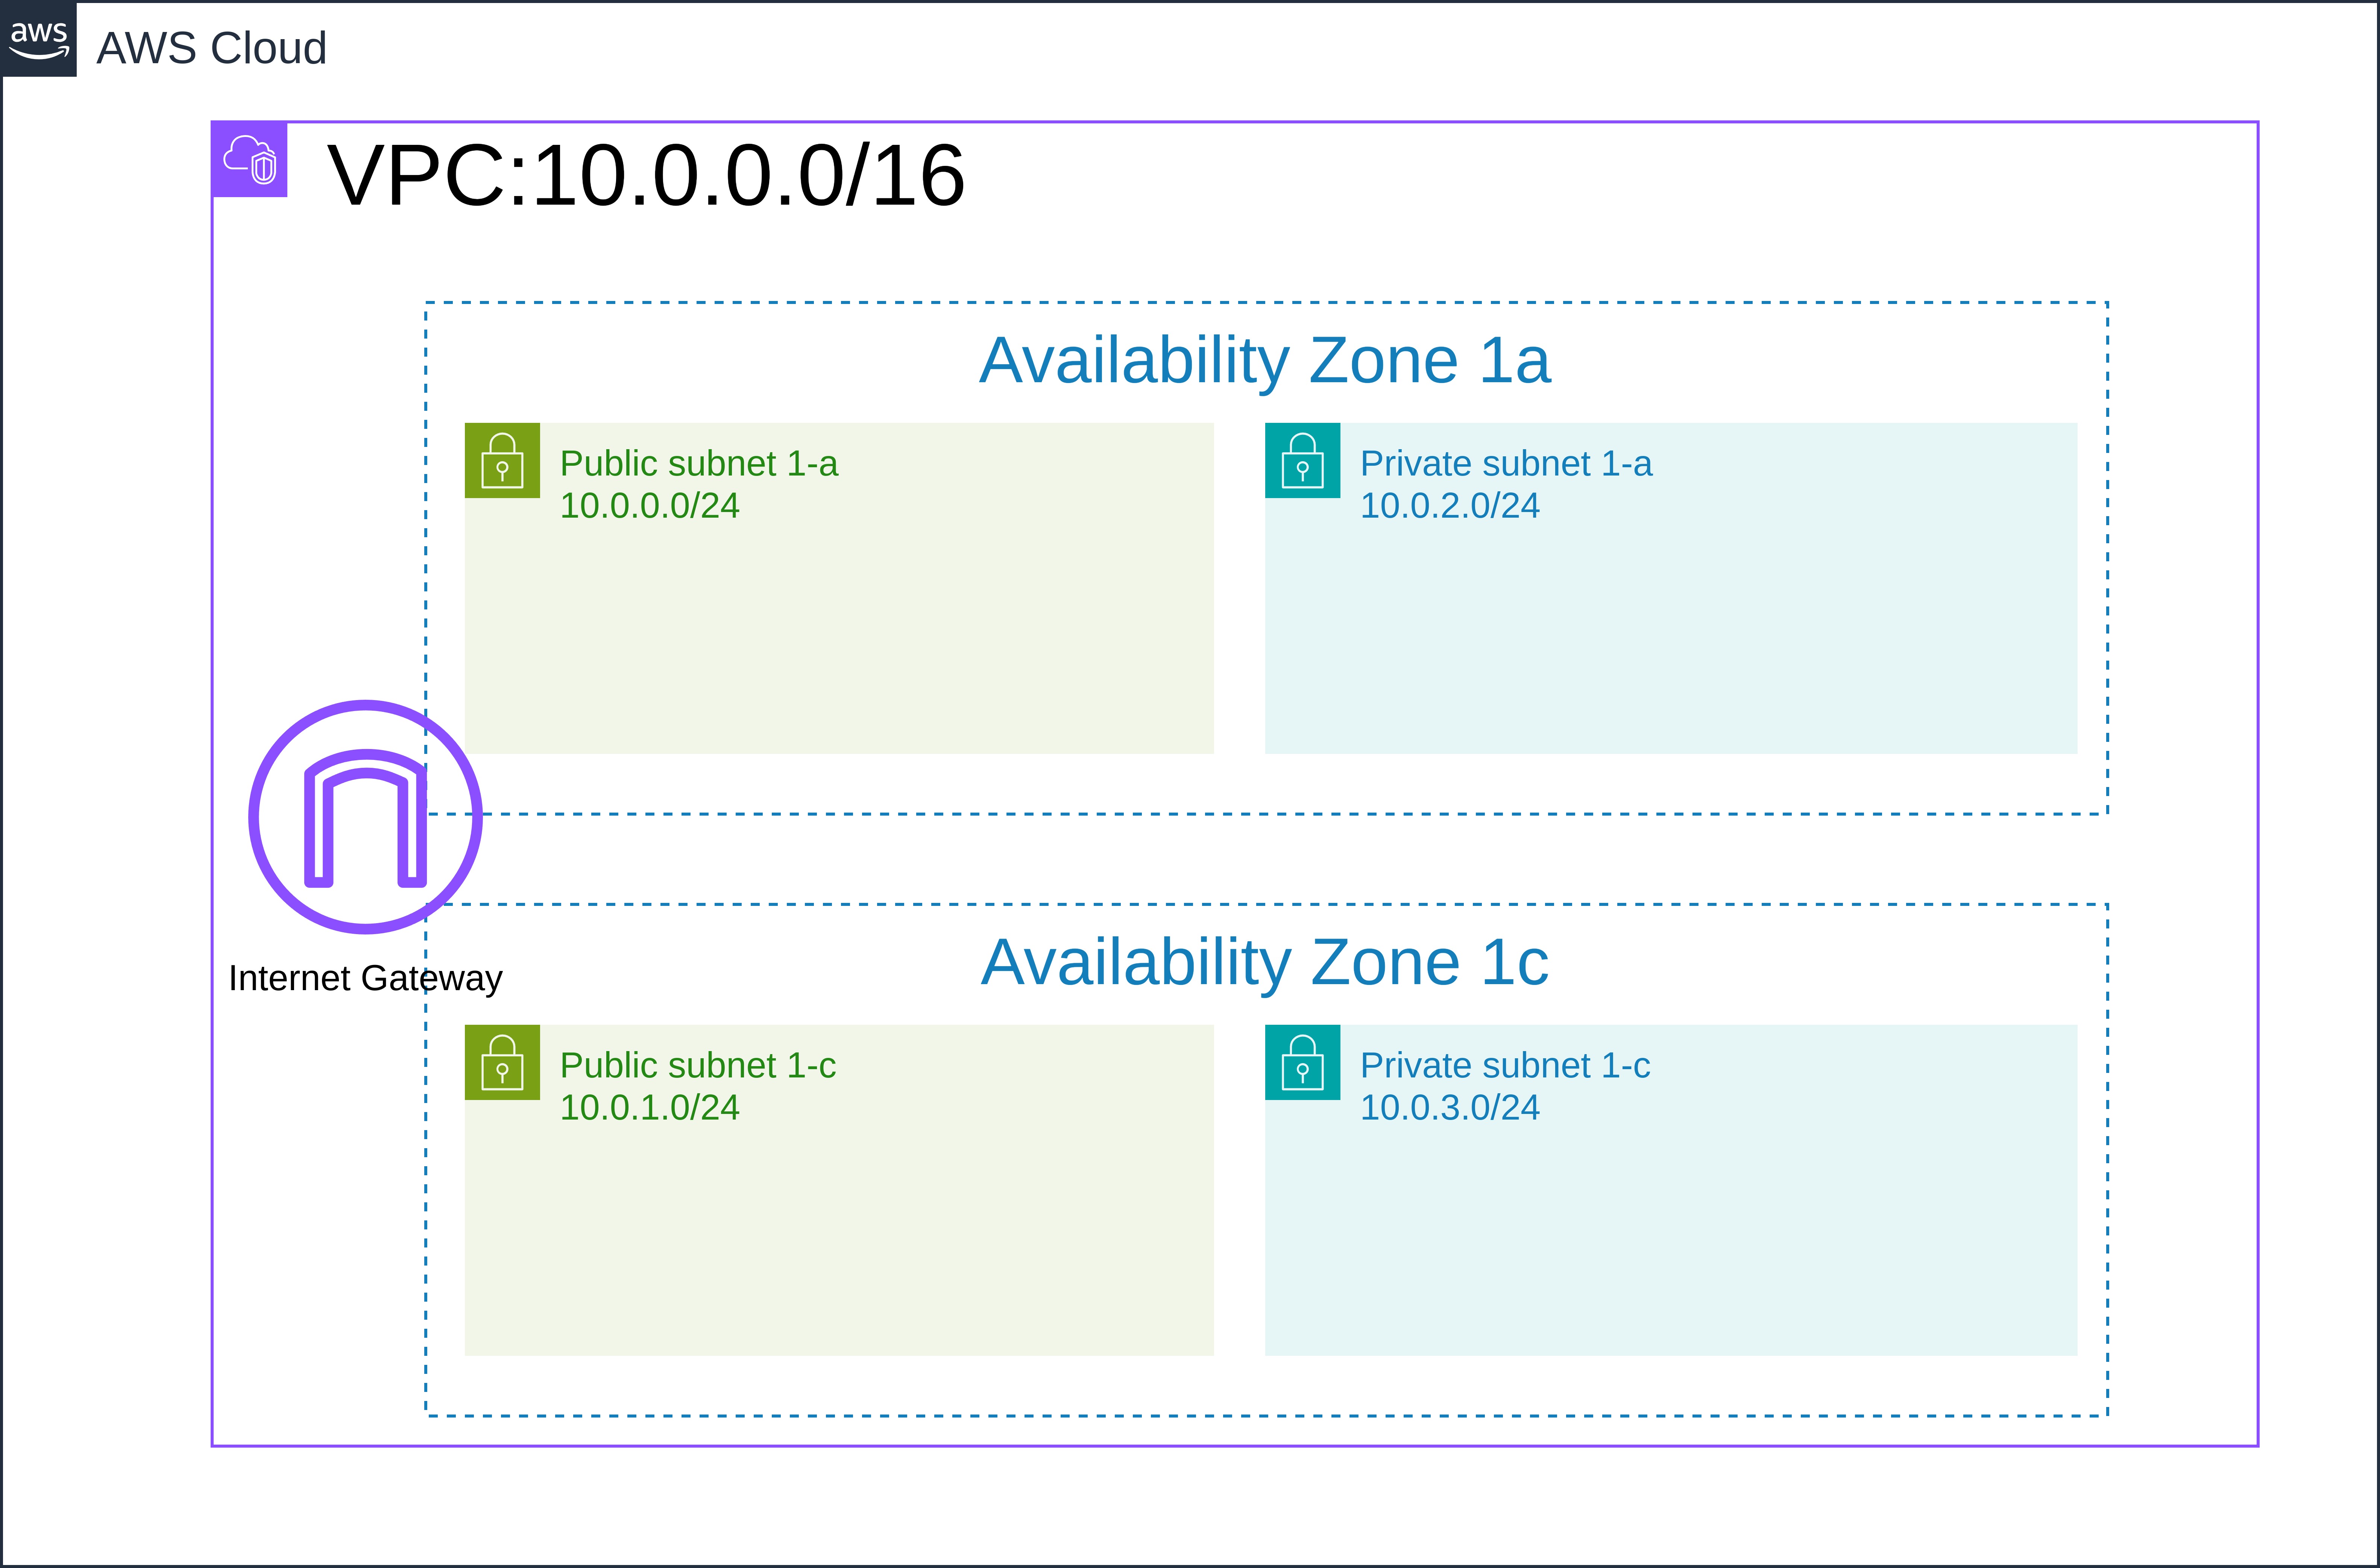 aws
AWS Cloud
VPC:10.0.0.0/16
Availability Zone 1a
Public subnet 1-a
10.0.0.0/24
Private subnet 1-a
10.0.2.0/24
Internet Gateway
Availability Zone 1c
Public subnet 1-c
10.0.1.0/24
Private subnet 1-c
10.0.3.0/24